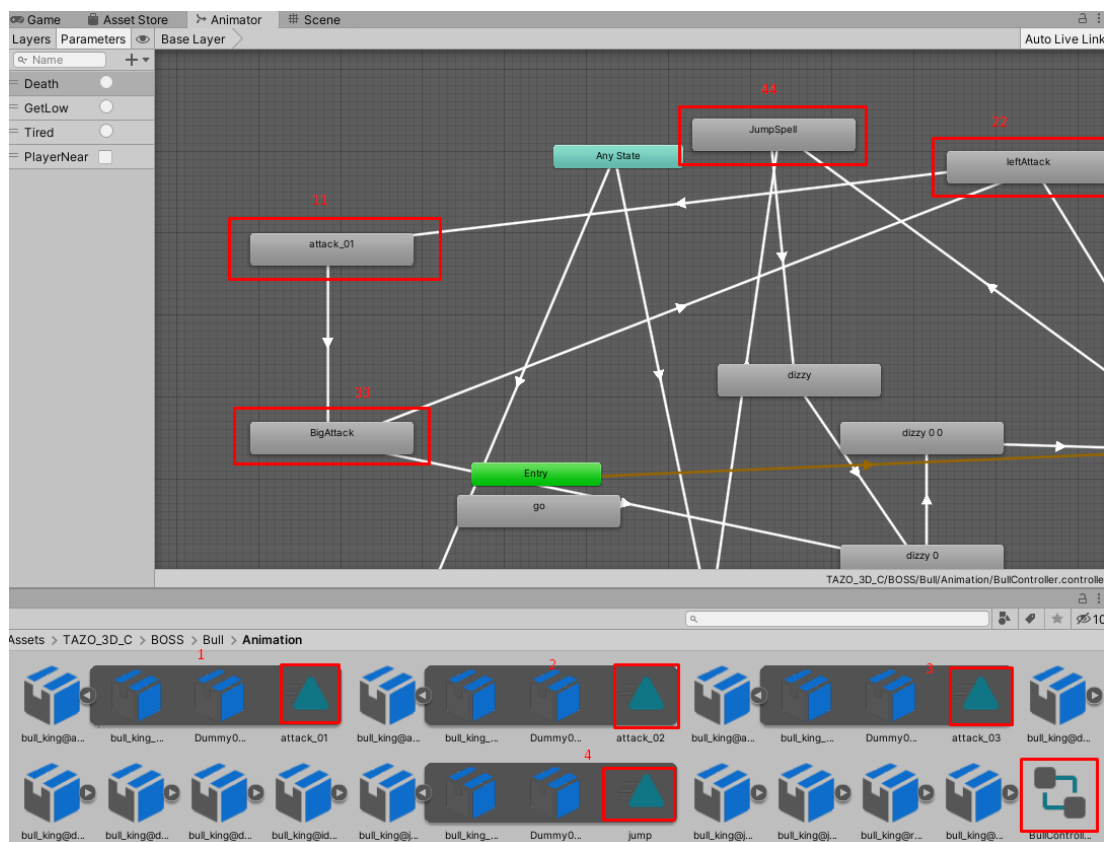 Game Asset Store Animator Scene
Layers Parameters Base Layer Auto Live Link
Name
Death
GetLow
Tired
PlayerNear
44
JumpSpell
22
Any State
leftAttack
11
attack_01
dizzy
33
BigAttack
dizzy 0 0
Entry
go
dizzy 0
TAZO_3D_C/BOSS/Bull/Animation/BullController.controlle
10
Assets > TAZO_3D_C > BOSS > Bull > Animation
1
2
3
bull_king@a... bull_king_... Dummy0... attack_01 bull_king@a... bull_king_... Dummy0... attack_02 bull_king@a... bull_king_... Dummy0... attack_03 bull_king@d...
4
bull_king@d... bull_king@d... bull_king@d... bull_king@id... bull_king@j... bull_king_... Dummy0... jump bull_king@j... bull_king@j... bull_king@r... bull_king@... BullControll...